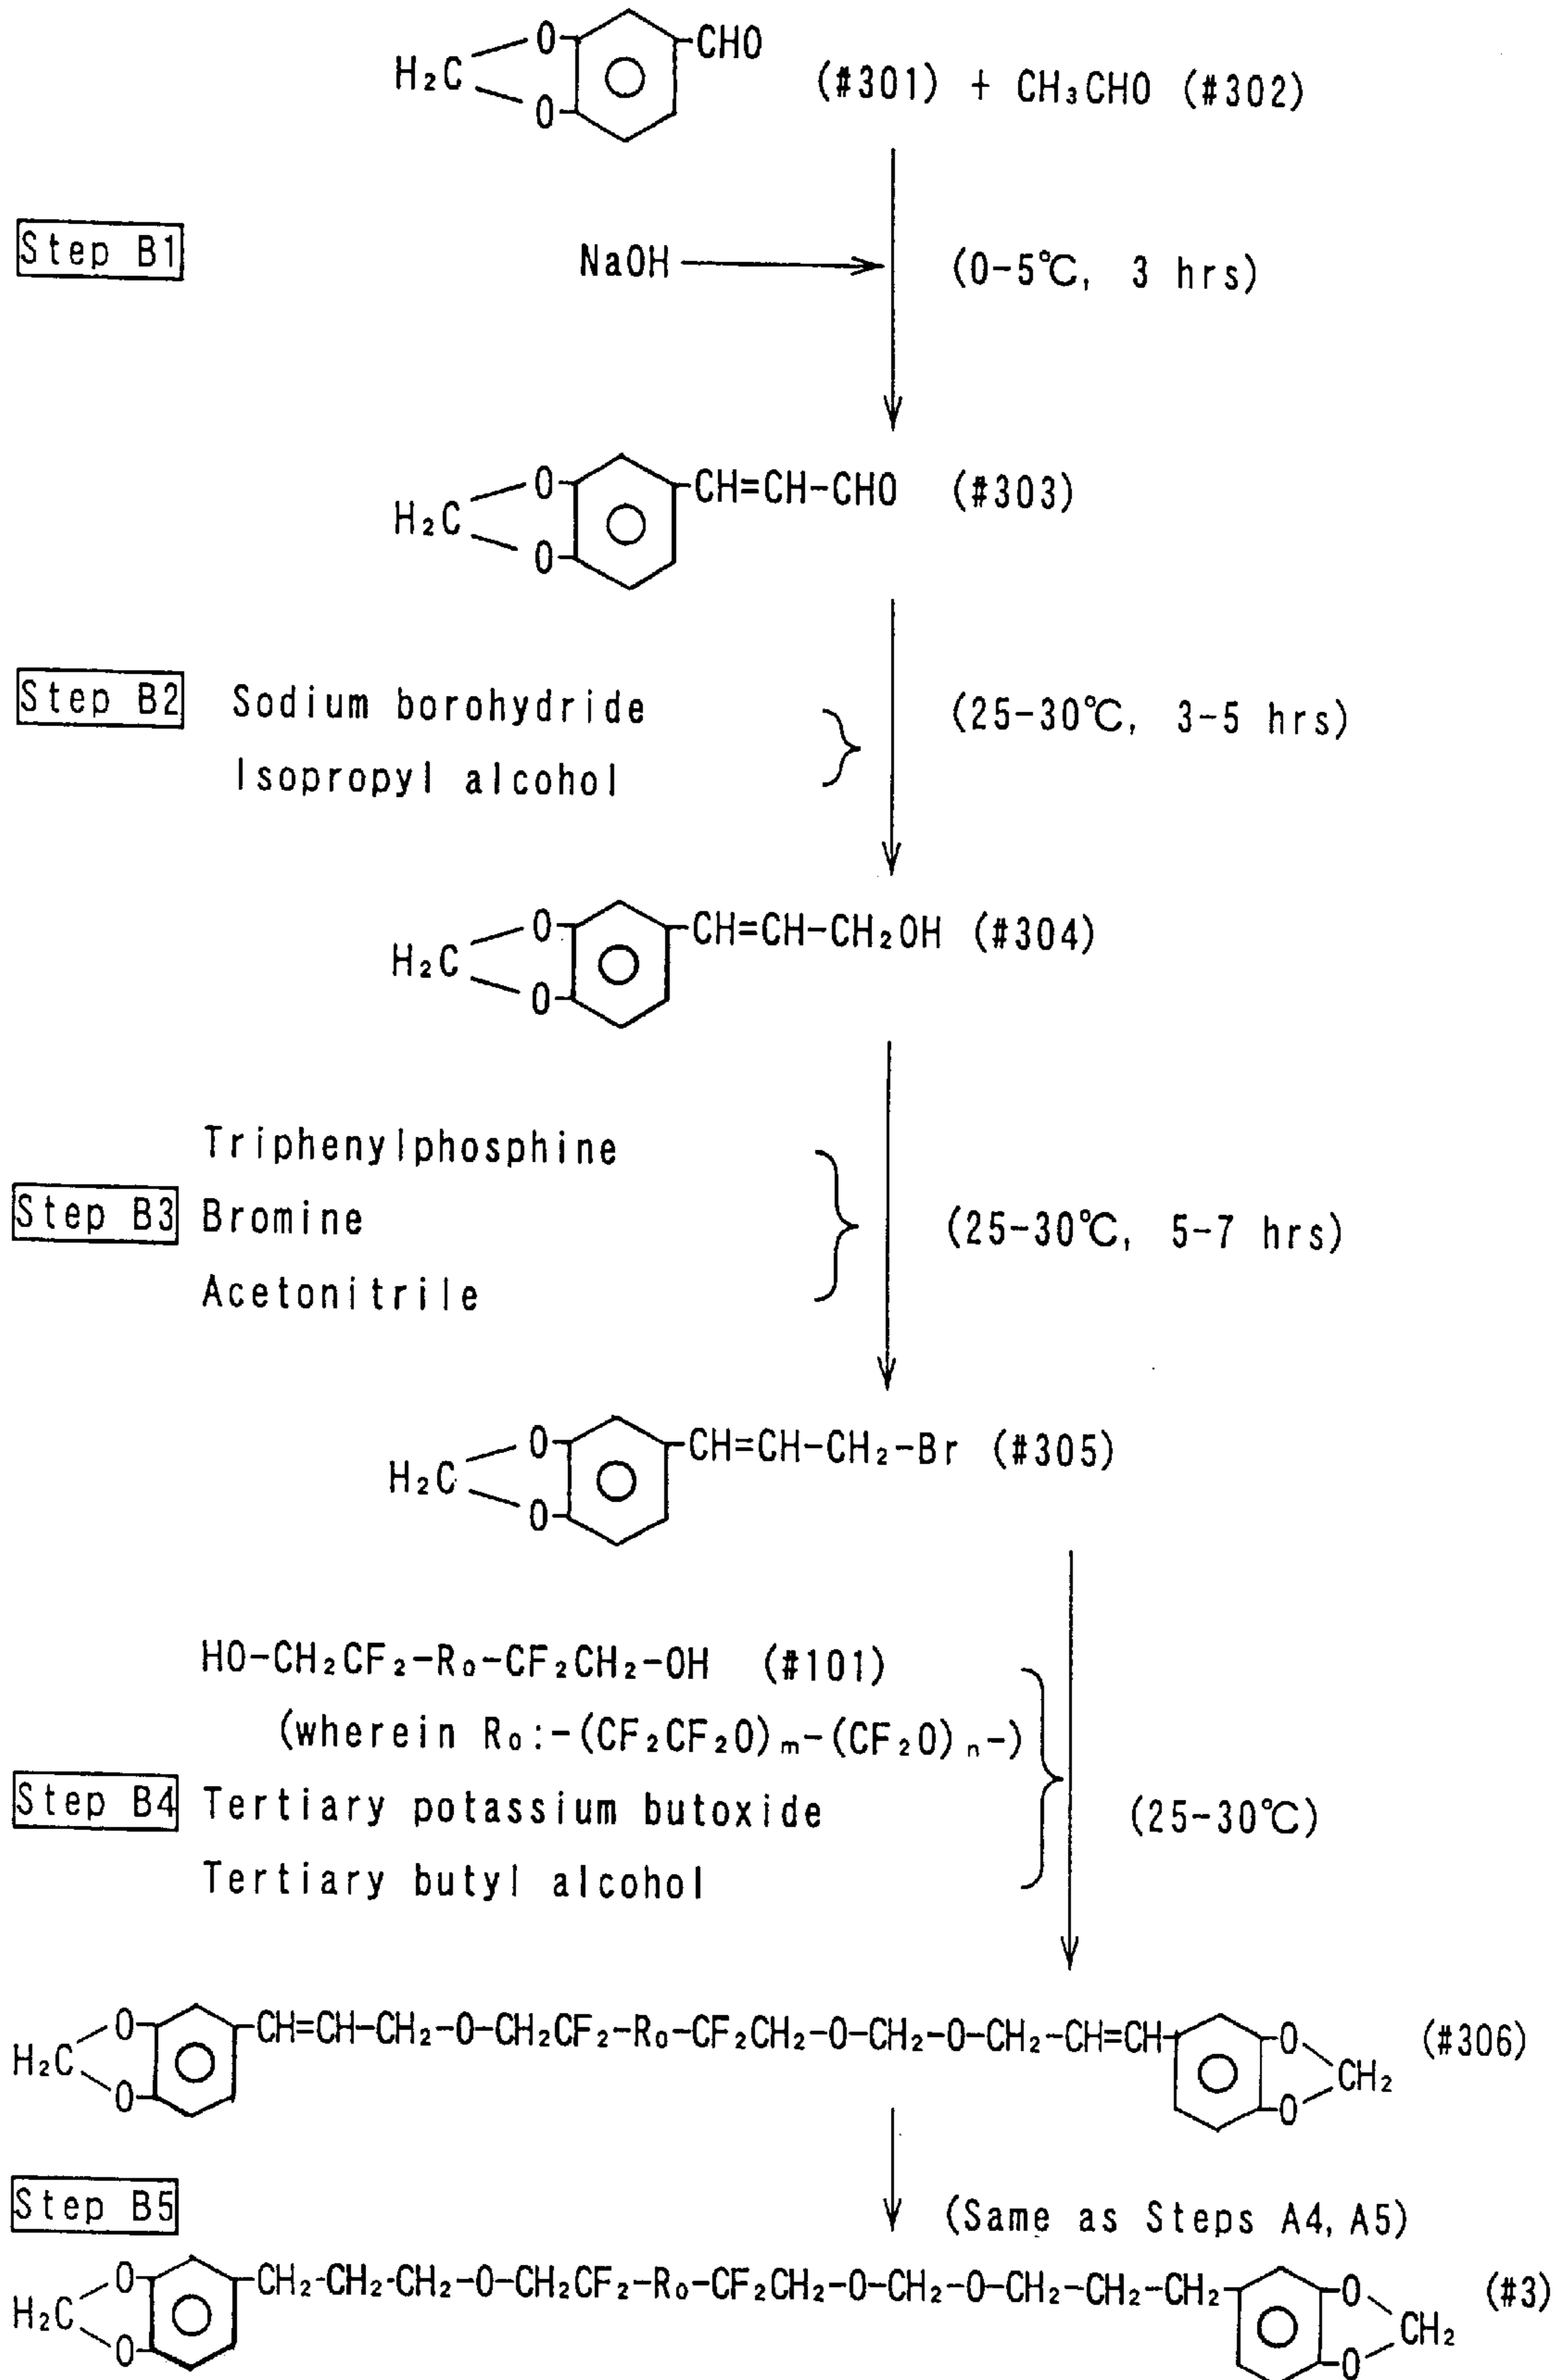 H₂C O O CHO (#301) + CH₃CHO (#302)
Step B1 NaOH (0-5℃, 3 hrs)
H₂C O O CH=CH-CHO (#303)
Step B2 Sodium borohydride (25-30℃, 3-5 hrs)
Isopropyl alcohol
H₂C O O CH=CH-CH₂OH (#304)
Triphenylphosphine
Step B3 Bromine (25-30℃, 5-7 hrs)
Acetonitrile
H₂C O O CH=CH-CH₂-Br (#305)
HO-CH₂CF₂-R₀-CF₂CH₂-OH (#101)
(wherein R₀:-(CF₂CF₂O)ₘ-(CF₂O)ₙ-)
Step B4 Tertiary potassium butoxide (25-30℃)
Tertiary butyl alcohol
H₂C O O CH=CH-CH₂-O-CH₂CF₂-R₀-CF₂CH₂-O-CH₂-O-CH₂-CH=CH O O CH₂ (#306)
Step B5 (Same as Steps A4, A5)
H₂C O O CH₂-CH₂-CH₂-O-CH₂CF₂-R₀-CF₂CH₂-O-CH₂-O-CH₂-CH₂-CH₂ O O CH₂ (#3)